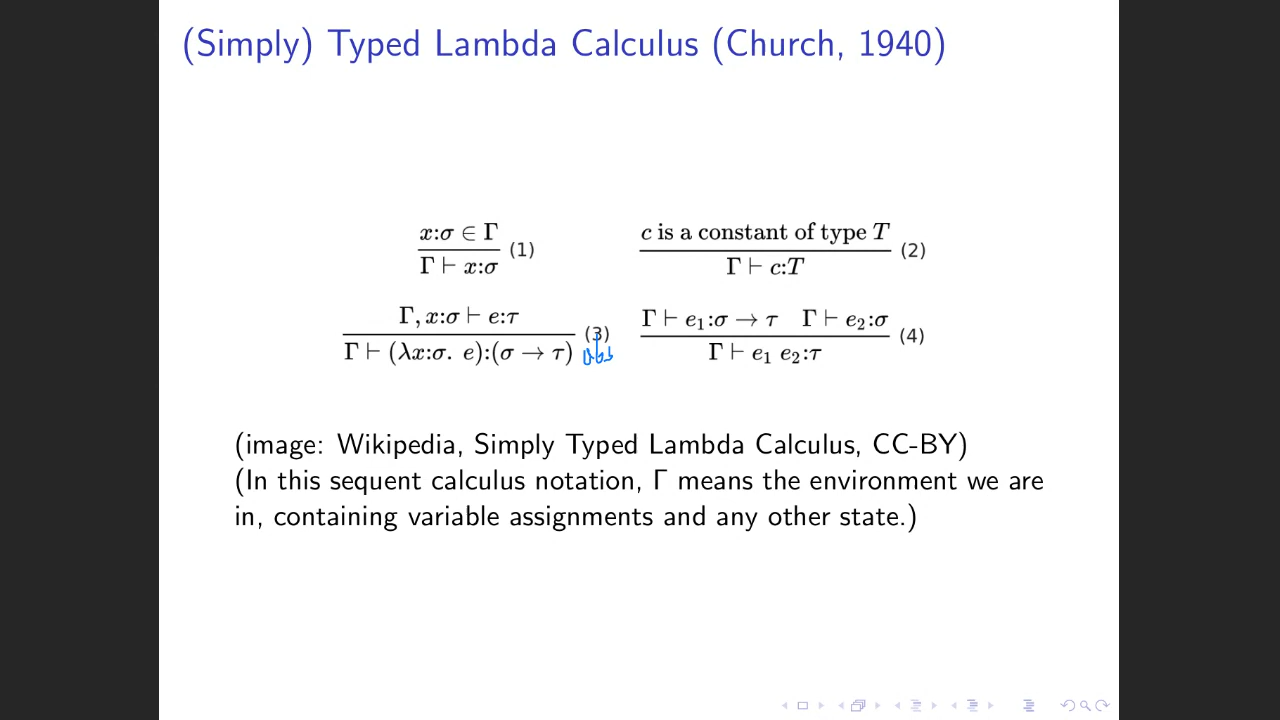 (Simply) Typed Lambda Calculus (Church, 1940)
x:σ ∈ Γ
Γ ⊢ x:σ
(1)
c is a constant of type T
Γ ⊢ c:T
(2)
Γ, x:σ ⊢ e:τ
Γ ⊢ (λx:σ. e):(σ → τ)
(3)
abs
Γ ⊢ e₁:σ → τ Γ ⊢ e₂:σ
Γ ⊢ e₁ e₂:τ
(4)
(image: Wikipedia, Simply Typed Lambda Calculus, CC-BY)
(In this sequent calculus notation, Γ means the environment we are
in, containing variable assignments and any other state.)